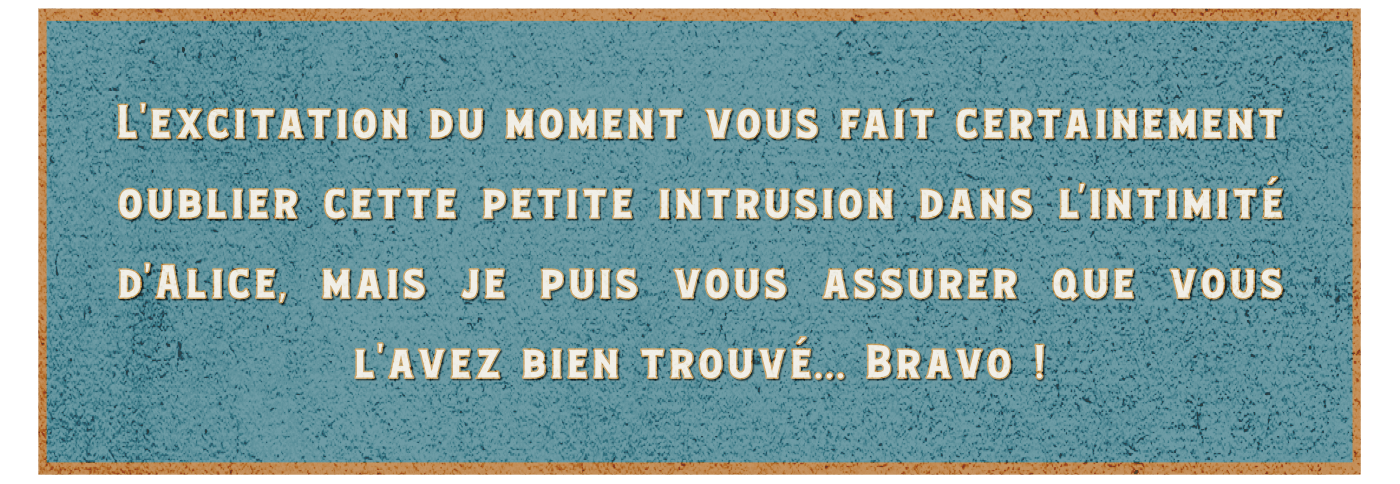 L'excitation du moment vous fait certainement
oublier cette petite intrusion dans l'intimité
d'Alice, mais je puis vous assurer que vous
l'avez bien trouvé... Bravo !